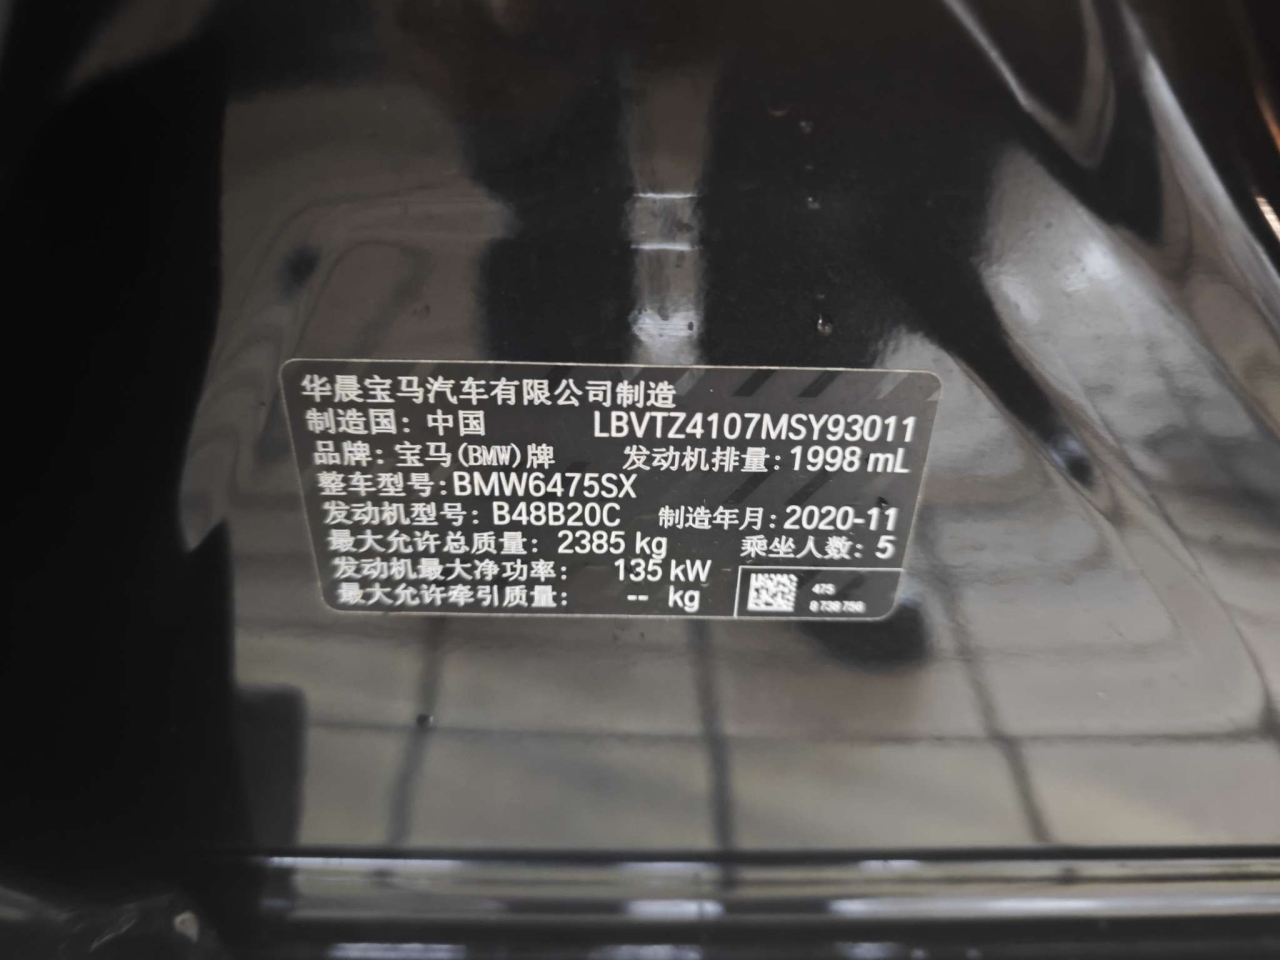 华晨宝马汽车有限公司制造
制造国: 中国 LBVTZ4107MSY93011
品牌: 宝马(BMW)牌 发动机排量: 1998 mL
整车型号: BMW6475SX
发动机型号: B48B20C 制造年月: 2020-11
最大允许总质量: 2385 kg 乘坐人数: 5
发动机最大净功率: 135 kW
最大允许牵引质量: -- kg
475
8 738 758